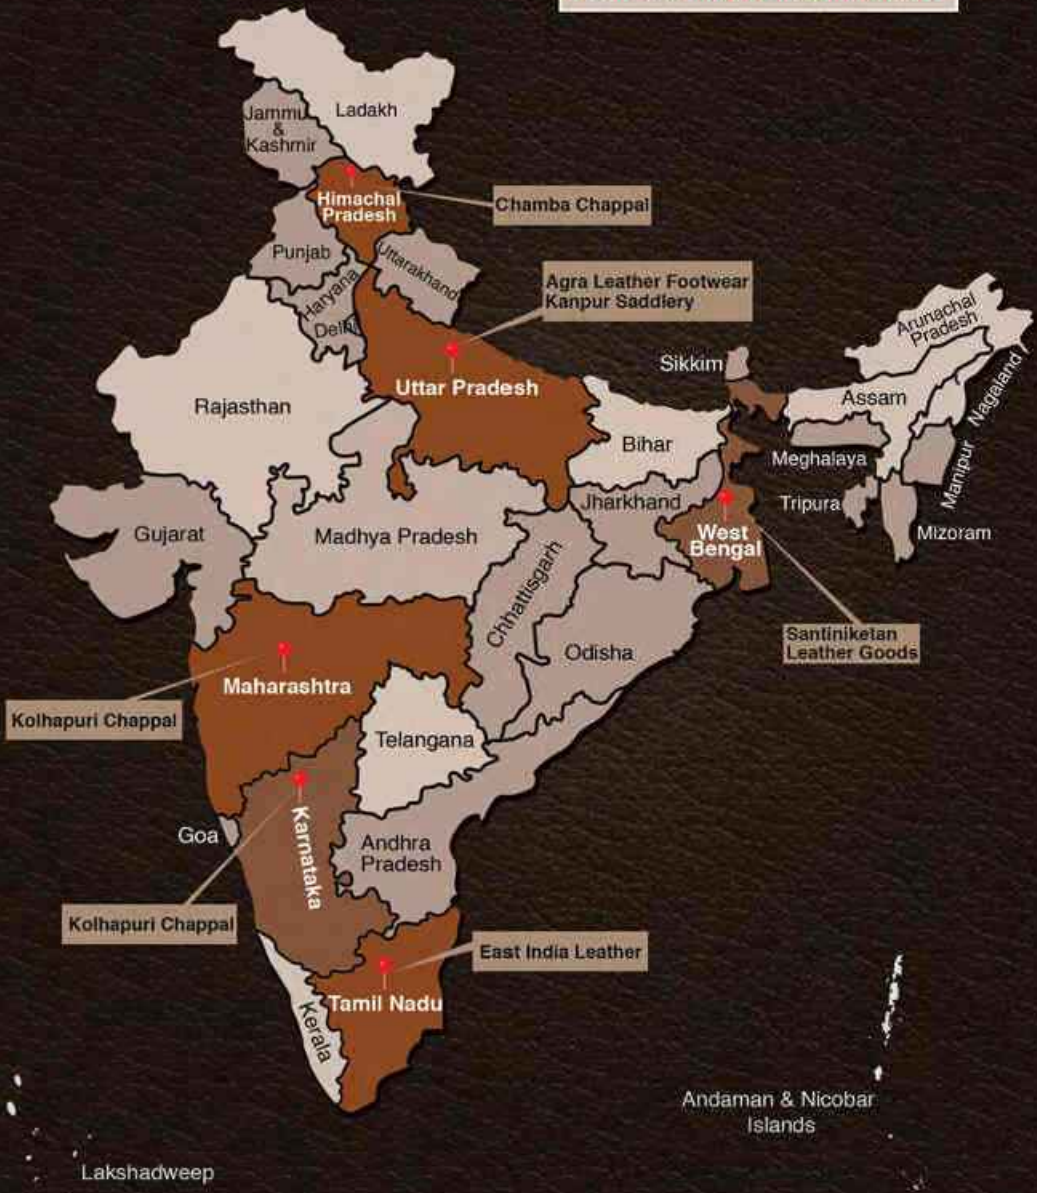 Ladakh
Jammu
&
Kashmir
Himachal
Pradesh
Chamba Chappal
Punjab
Uttarakhand
Haryana
Delhi
Agra Leather Footwear
Kanpur Saddlery
Arunachal
Pradesh
Sikkim
Nagaland
Uttar Pradesh
Assam
Rajasthan
Bihar
Meghalaya
Manipur
Jharkhand
Tripura
Gujarat
Madhya Pradesh
West
Bengal
Mizoram
Chhattisgarh
Santiniketan
Leather Goods
Odisha
Maharashtra
Kolhapuri Chappal
Telangana
Karnataka
Goa
Andhra
Pradesh
Kolhapuri Chappal
East India Leather
Tamil Nadu
Kerala
Andaman & Nicobar
Islands
Lakshadweep